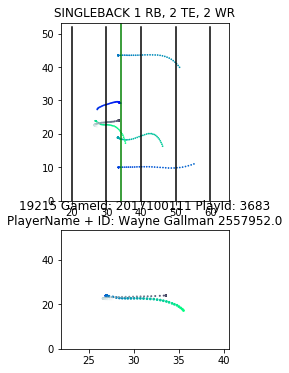 SINGLEBACK 1 RB, 2 TE, 2 WR
50
40
30
20
10
0
20 30 40 50 60
19215 GameId: 2017100111 PlayId: 3683
PlayerName + ID: Wayne Gallman 2557952.0
40
20
0
25 30 35 40